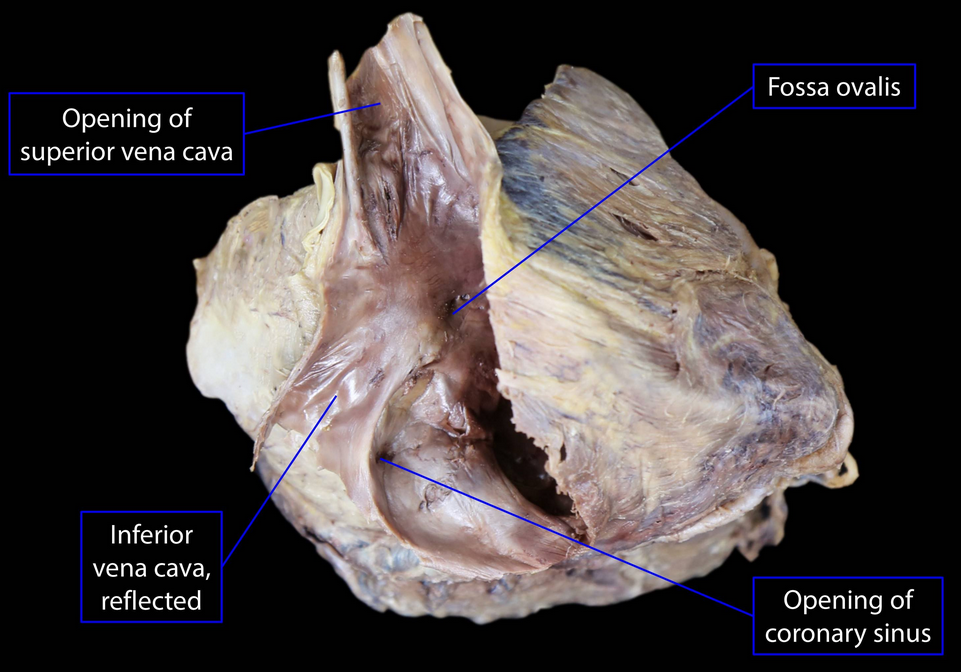 Opening of
superior vena cava
Fossa ovalis
Inferior
vena cava,
reflected
Opening of
coronary sinus